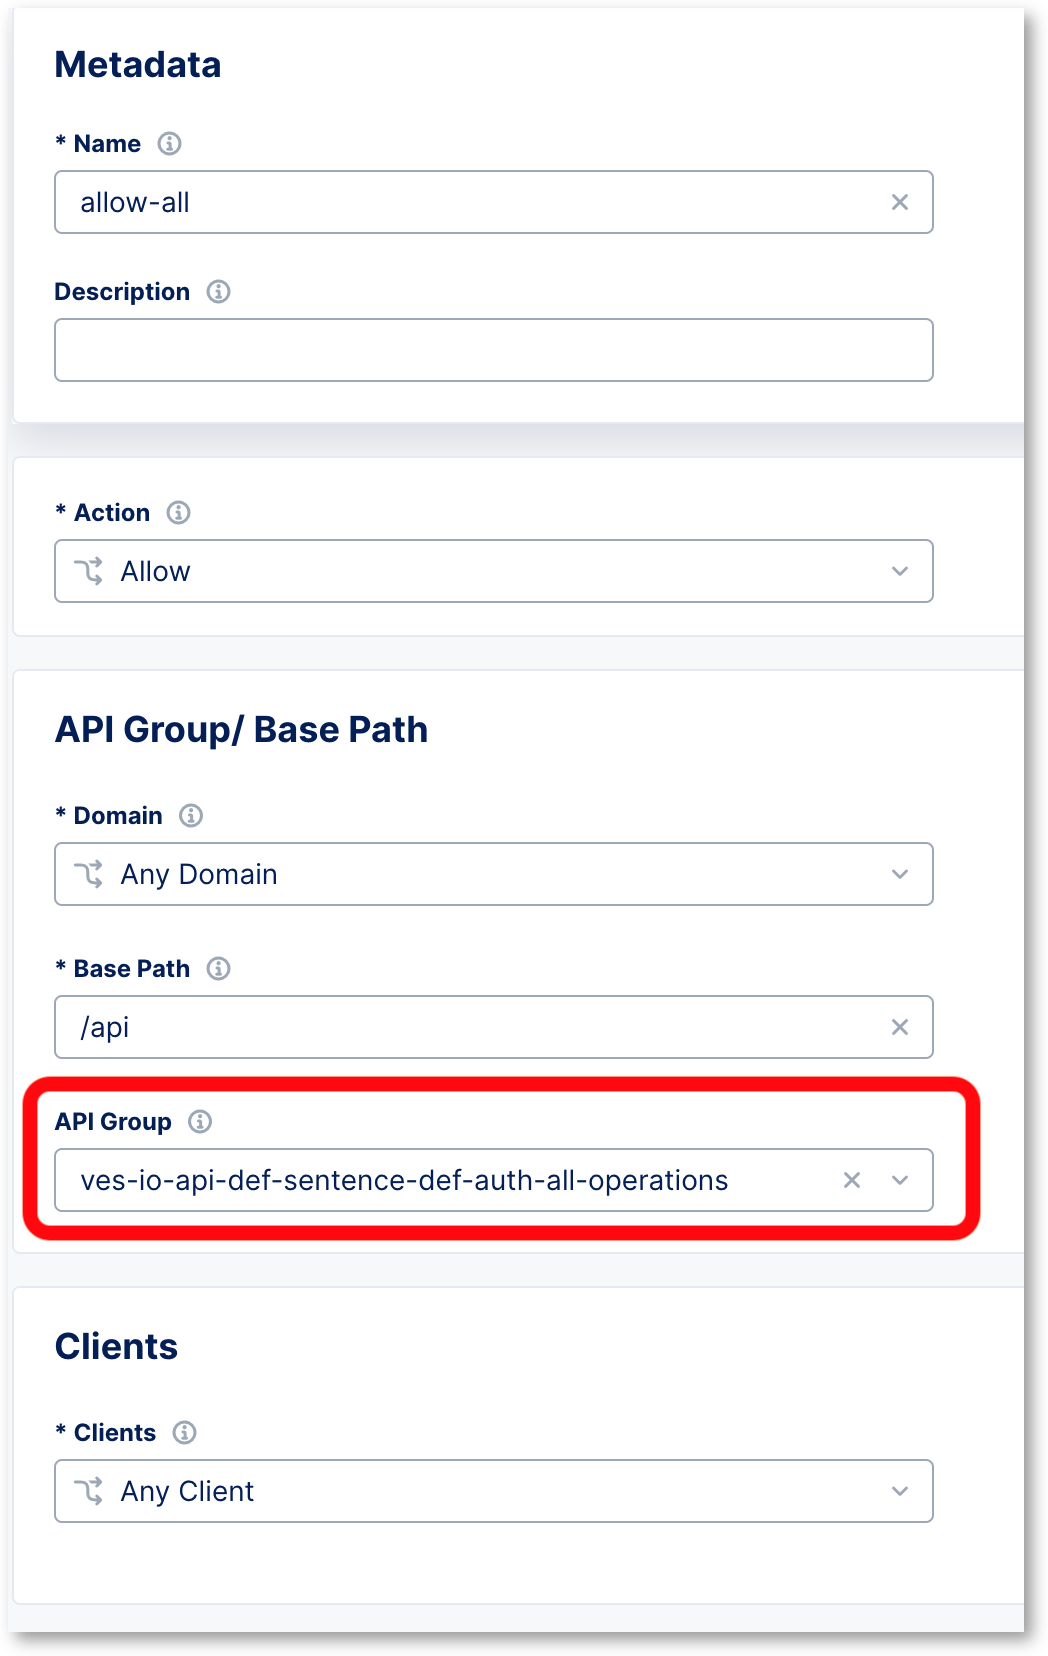 Metadata
* Name
allow-all
Description
* Action
Allow
API Group/ Base Path
* Domain
Any Domain
* Base Path
/api
API Group
ves-io-api-def-sentence-def-auth-all-operations
Clients
* Clients
Any Client